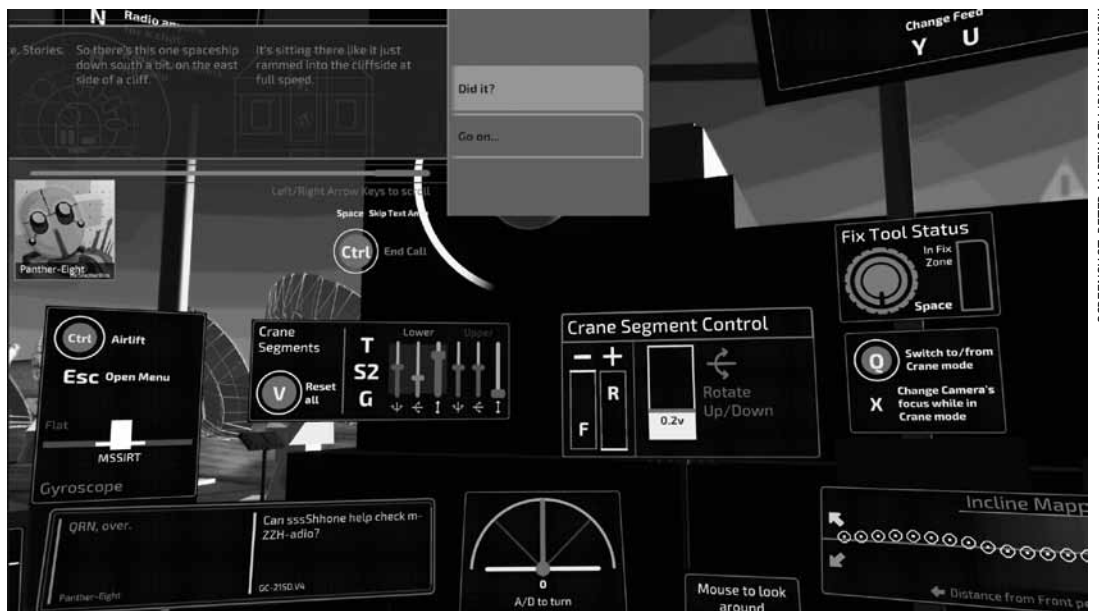 N
Radio
Change Feed
Y U
e, Stories.
So there's this one spaceship
down south a bit, on the east
side of a cliff.
It's sitting there like it just
rammed into the cliffside at
full speed.
Did it?
Go on...
Left/Right Arrow Keys to scroll
Space Skip Text Anim
Ctrl End Call
Panther-Eight
Fix Tool Status
In Fix
Zone
Space
Ctrl Airlift
Esc Open Menu
Flat
MSSIRT
Gyroscope
Crane
Segments
V Reset
all
T
S2
G
Lower Upper
Crane Segment Control
- +
F R
0.2v
Rotate
Up/Down
Q Switch to/from
Crane mode
X Change Camera's
focus while in
Crane mode
QRN, over.
Panther-Eight
Can sssShhone help check m-
ZZH-adio?
GC-215D.V4
0
A/D to turn
Mouse to look
around
Incline Mapp
Distance from Front pe